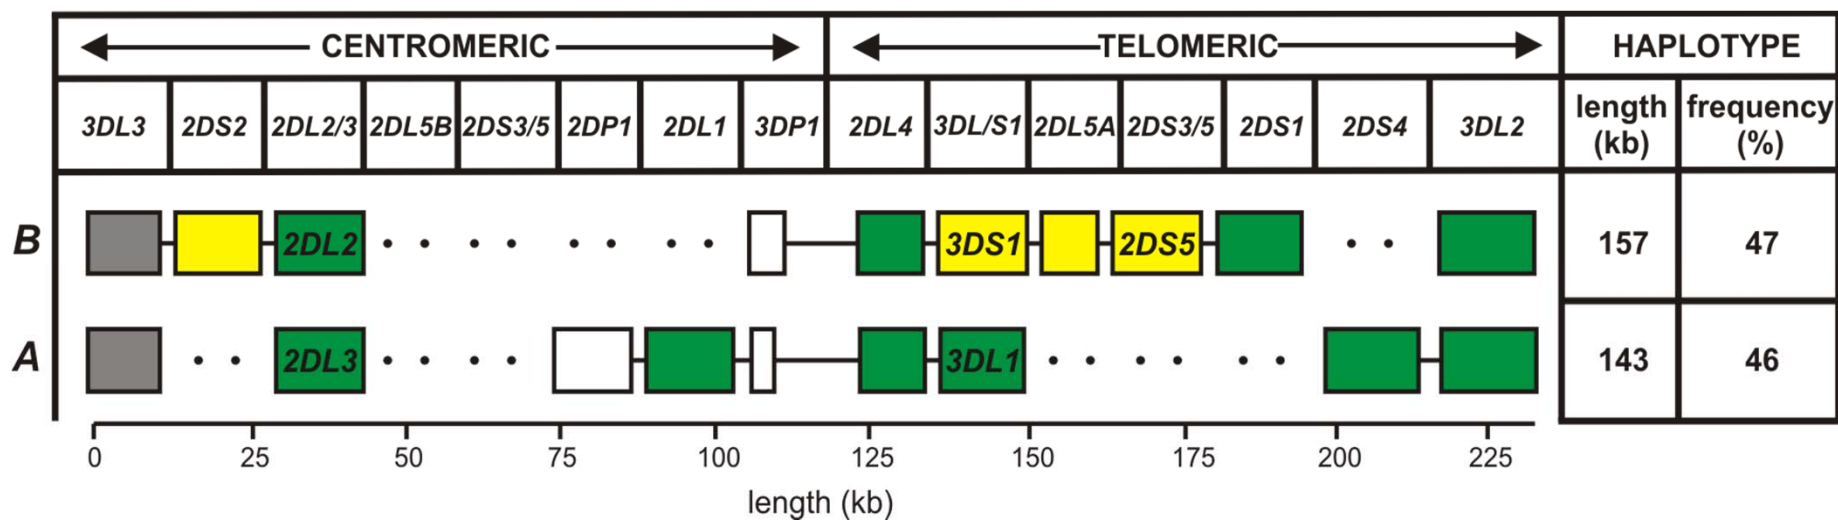 CENTROMERIC TELOMERIC HAPLOTYPE
3DL3 2DS2 2DL2/3 2DL5B 2DS3/5 2DP1 2DL1 3DP1 2DL4 3DL/S1 2DL5A 2DS3/5 2DS1 2DS4 3DL2 length frequency
(kb) (%)
B 2DL2 3DS1 2DS5 157 47
A 2DL3 3DL1 143 46
0 25 50 75 100 125 150 175 200 225
length (kb)